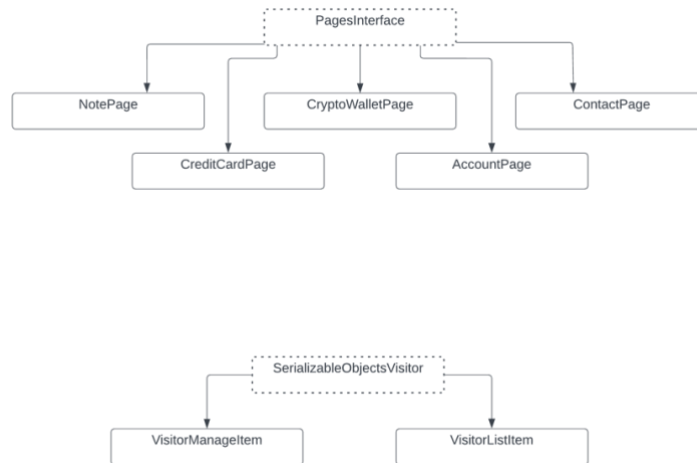 PagesInterface
NotePage
CryptoWalletPage
ContactPage
CreditCardPage
AccountPage
SerializableObjectsVisitor
VisitorManageItem
VisitorListItem